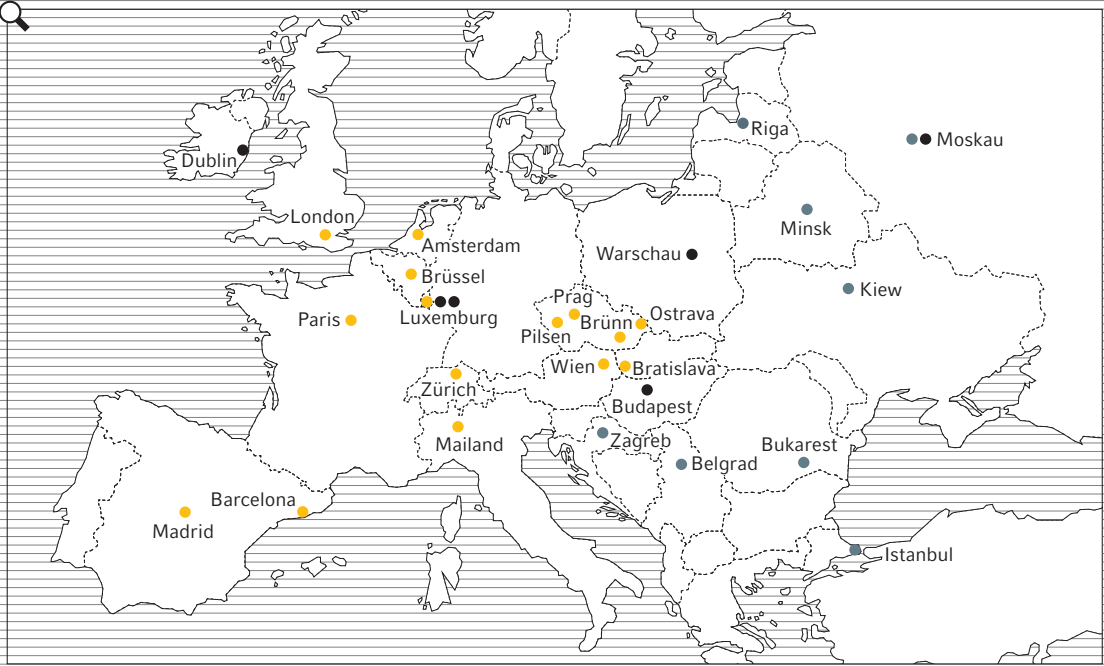 Riga
Moskau
Dublin
London
Minsk
Amsterdam
Warschau
Brüssel
Kiew
Prag
Luxemburg
Paris
Brünn
Ostrava
Pilsen
Wien
Bratislava
Zürich
Budapest
Zagreb
Mailand
Bukarest
Belgrad
Barcelona
Madrid
Istanbul